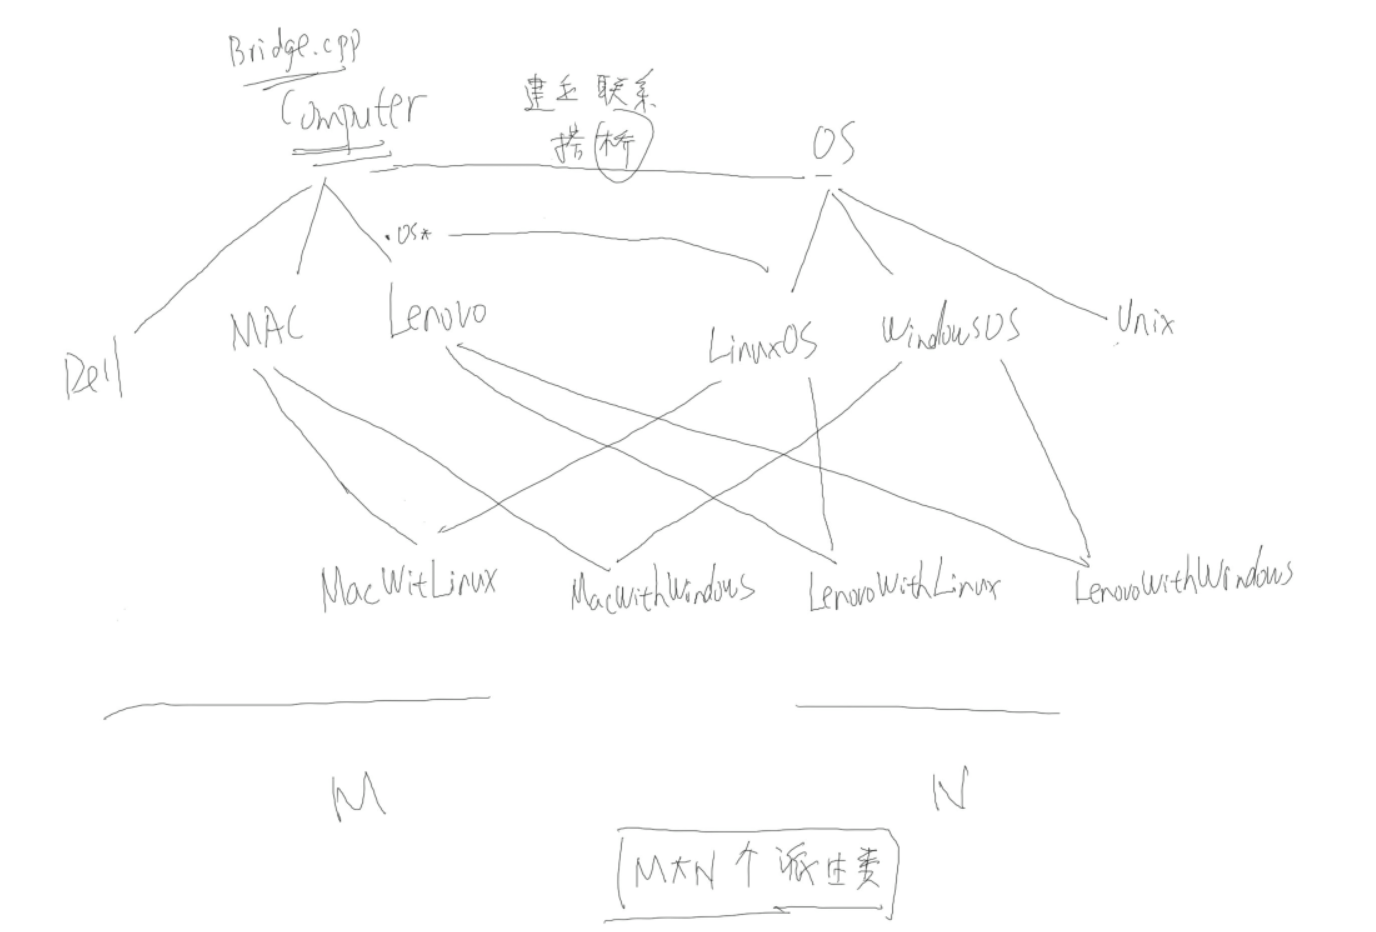 Bridge.cpp
Computer
建立 联系
搭桥
OS
.OS*
Dell
MAC
Lenovo
LinuxOS
WindowsOS
Unix
MacWitLinux
MacWithWindows
LenovoWithLinux
LenovoWithWindows
M
N
M*N 个 派生类